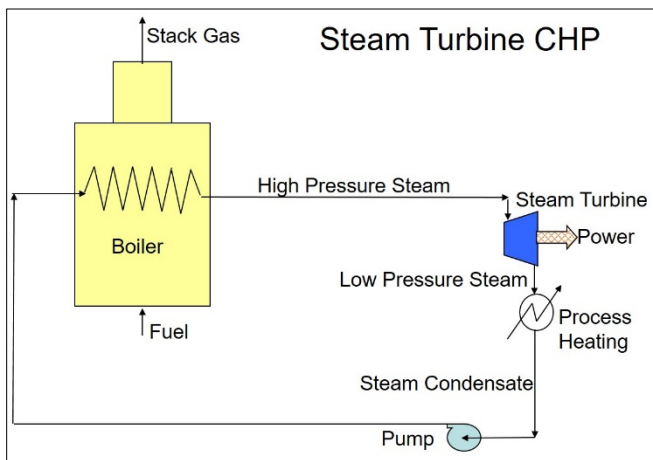 Stack Gas
Steam Turbine CHP
High Pressure Steam
Steam Turbine
Boiler
Power
Low Pressure Steam
Fuel
Process
Heating
Steam Condensate
Pump